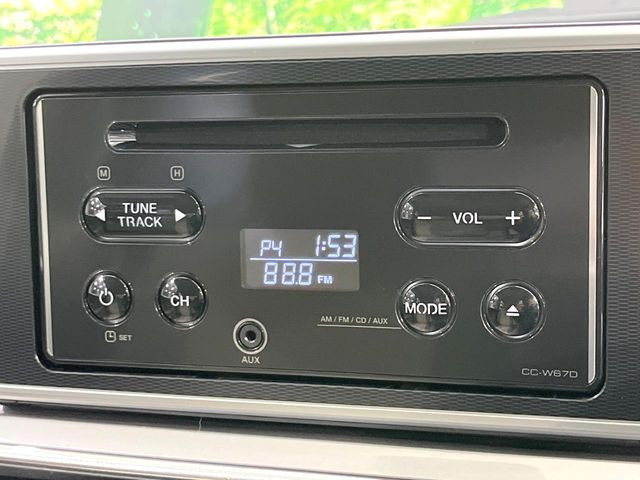 M H
TUNE
TRACK
- VOL +
P4 1:53
88.8 FM
CH
MODE
AM / FM / CD / AUX
SET
AUX
CC-W67D